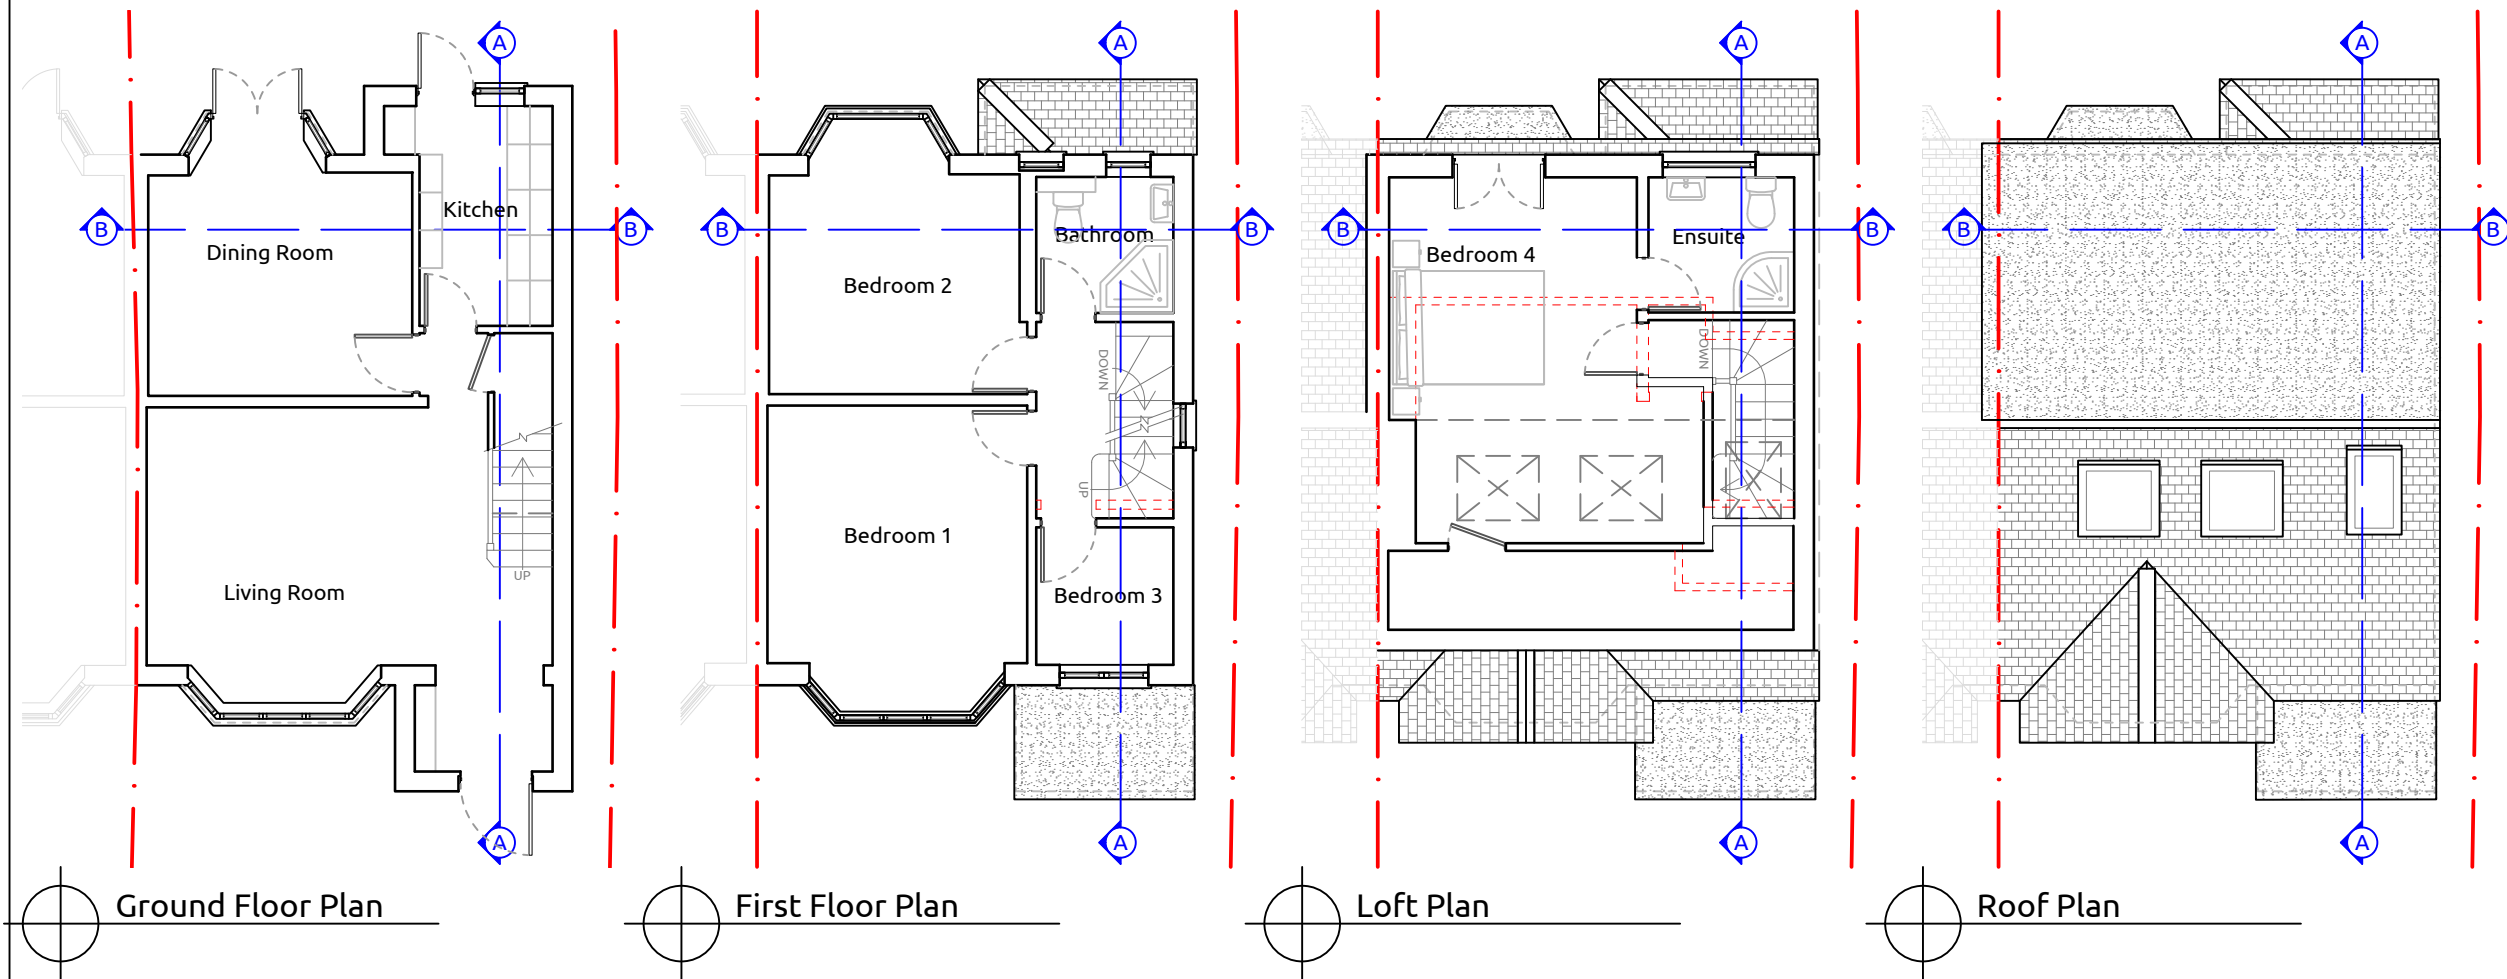 A
A
A
A
Kitchen
B
B
Dining Room
B
Bathroom
B
B
Ensuite
B
B
B
Bedroom 4
Bedroom 2
DOWN
DOWN
UP
Bedroom 1
UP
Living Room
Bedroom 3
A
A
A
A
Ground Floor Plan
First Floor Plan
Loft Plan
Roof Plan